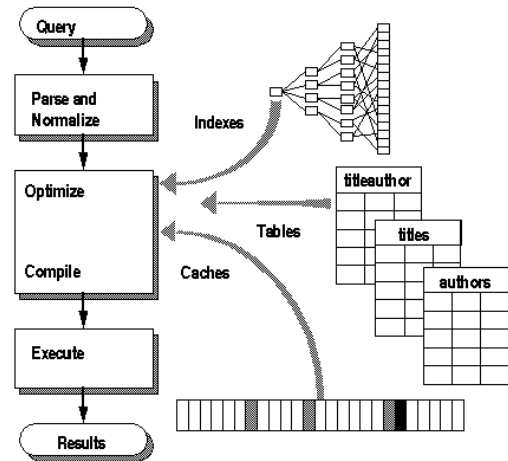 Query
Parse and
Normalize
Indexes
Optimize
titleauthor
Tables
titles
Compile
Caches
authors
Execute
Results